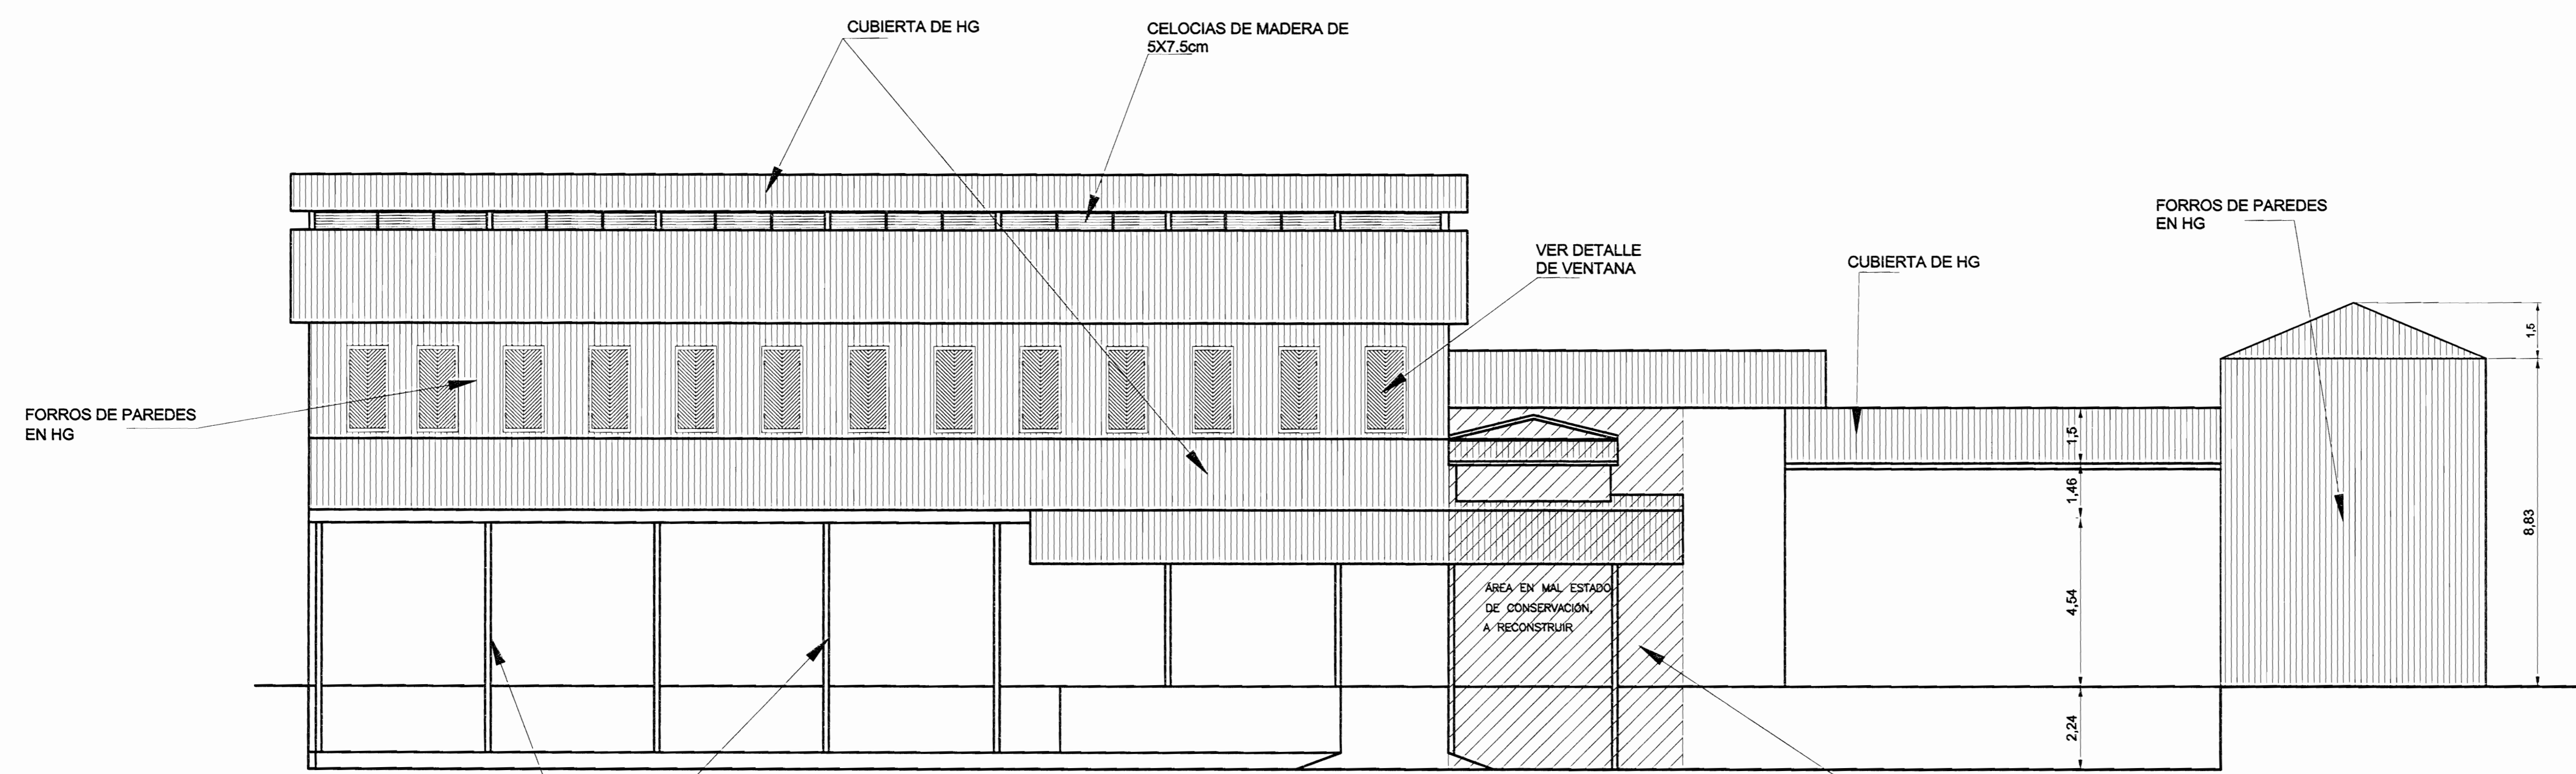 CUBIERTA DE HG
CELOCIAS DE MADERA DE
5X7.5cm
FORROS DE PAREDES
EN HG
VER DETALLE
DE VENTANA
CUBIERTA DE HG
FORROS DE PAREDES
EN HG
1,5
8,83
1,5
1,46
4,54
2,24
ÁREA EN MAL ESTADO
DE CONSERVACIÓN,
A RECONSTRUIR